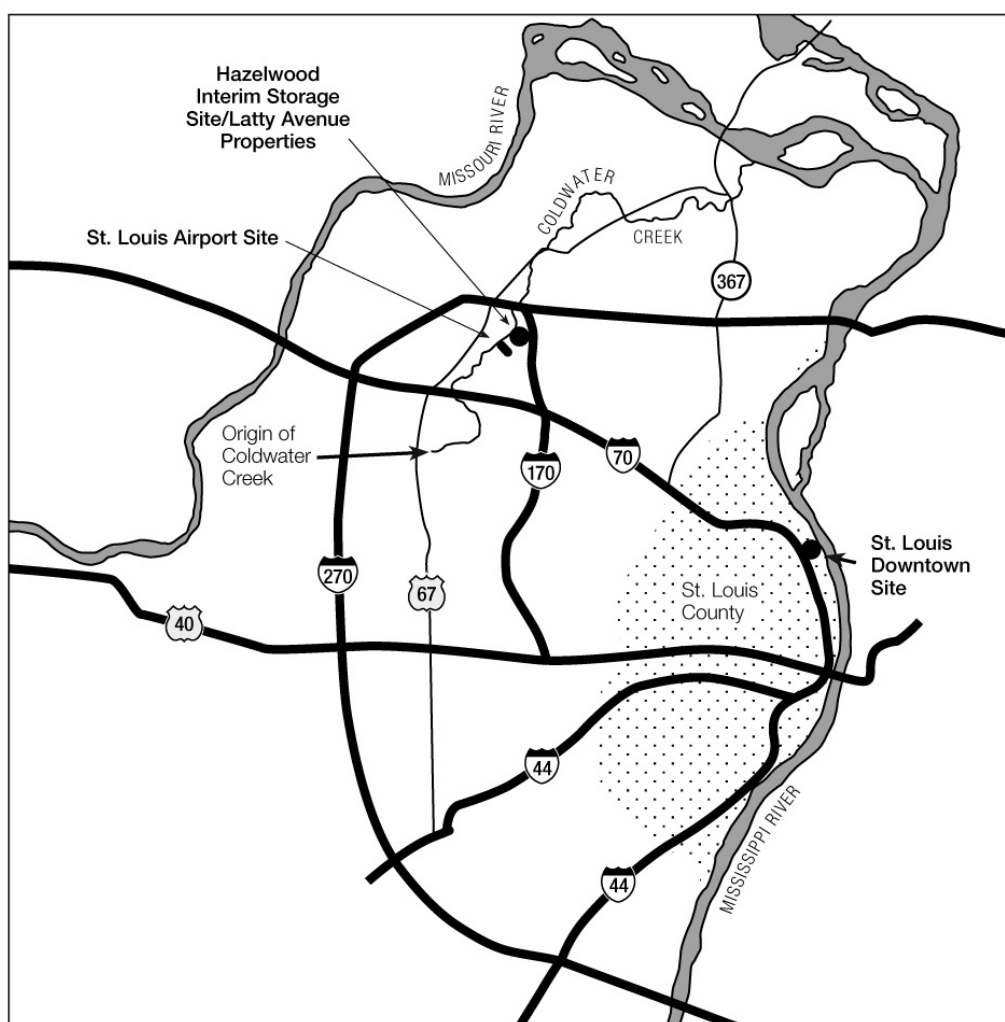 Hazelwood
Interim Storage
Site/Latty Avenue
Properties
MISSOURI RIVER
COLDWATER
CREEK
St. Louis Airport Site
367
Origin of
Coldwater
Creek
170
70
270
67
40
St. Louis
County
St. Louis
Downtown
Site
44
44
MISSISSIPPI RIVER